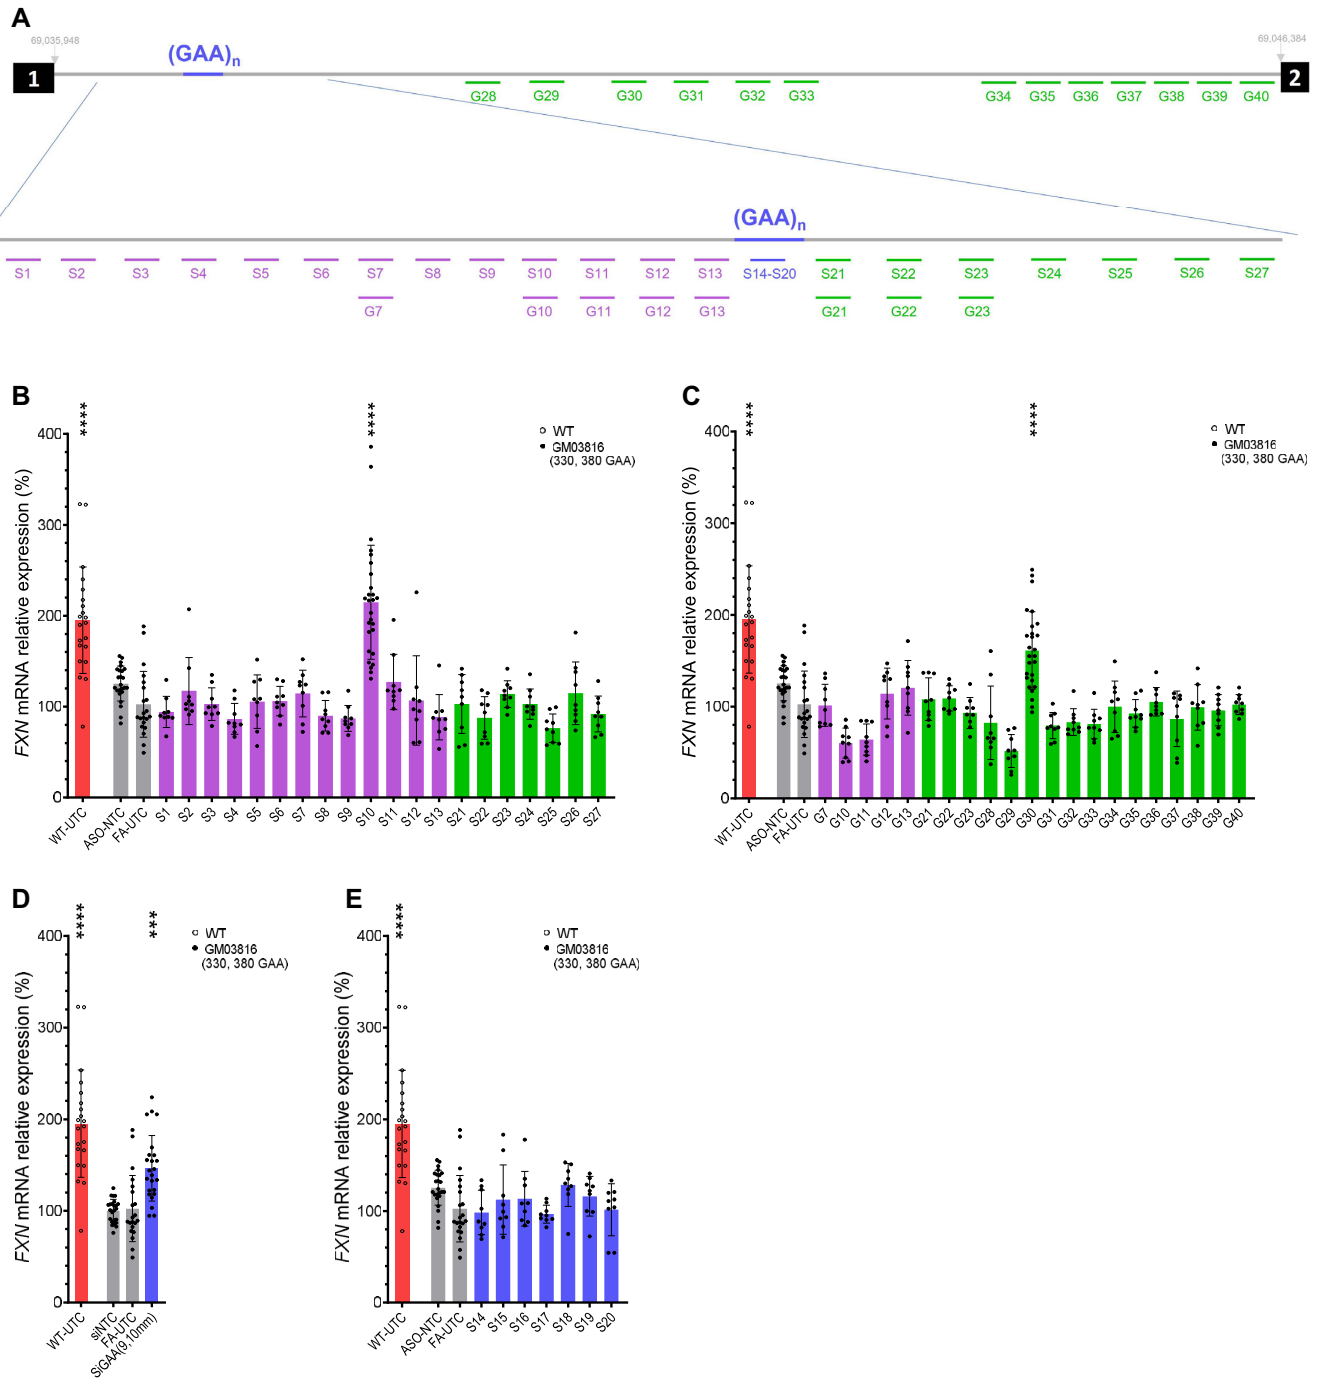 A
69,035,948
(GAA)n
69,046,384
1
2
G28 G29 G30 G31 G32 G33 G34 G35 G36 G37 G38 G39 G40
(GAA)n
S1 S2 S3 S4 S5 S6 S7 S8 S9 S10 S11 S12 S13 S14-S20 S21 S22 S23 S24 S25 S26 S27
G7 G10 G11 G12 G13 G21 G22 G23
B
****
****
WT
GM03816
(330, 380 GAA)
FXN mRNA relative expression (%)
400
300
200
100
0
WT-UTC ASO-NTC FA-UTC S1 S2 S3 S4 S5 S6 S7 S8 S9 S10 S11 S12 S13 S21 S22 S23 S24 S25 S26 S27
C
****
****
WT
GM03816
(330, 380 GAA)
FXN mRNA relative expression (%)
400
300
200
100
0
WT-UTC ASO-NTC FA-UTC G7 G10 G11 G12 G13 G21 G22 G23 G28 G29 G30 G31 G32 G33 G34 G35 G36 G37 G38 G39 G40
D
****
***
WT
GM03816
(330, 380 GAA)
FXN mRNA relative expression (%)
400
300
200
100
0
WT-UTC siNTC FA-UTC SiGAA(9,10mm)
E
****
WT
GM03816
(330, 380 GAA)
FXN mRNA relative expression (%)
400
300
200
100
0
WT-UTC ASO-NTC FA-UTC S14 S15 S16 S17 S18 S19 S20